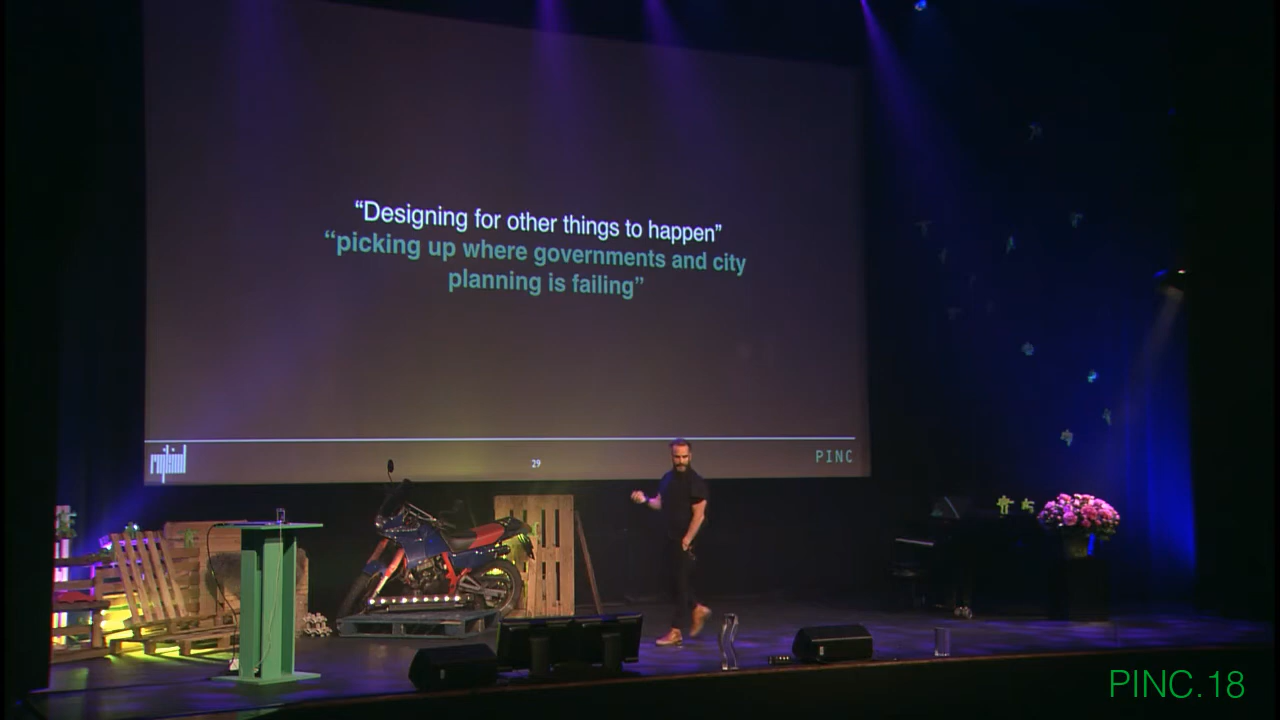 “Designing for other things to happen”
“picking up where governments and city
planning is failing”
29
PINC
PINC.18